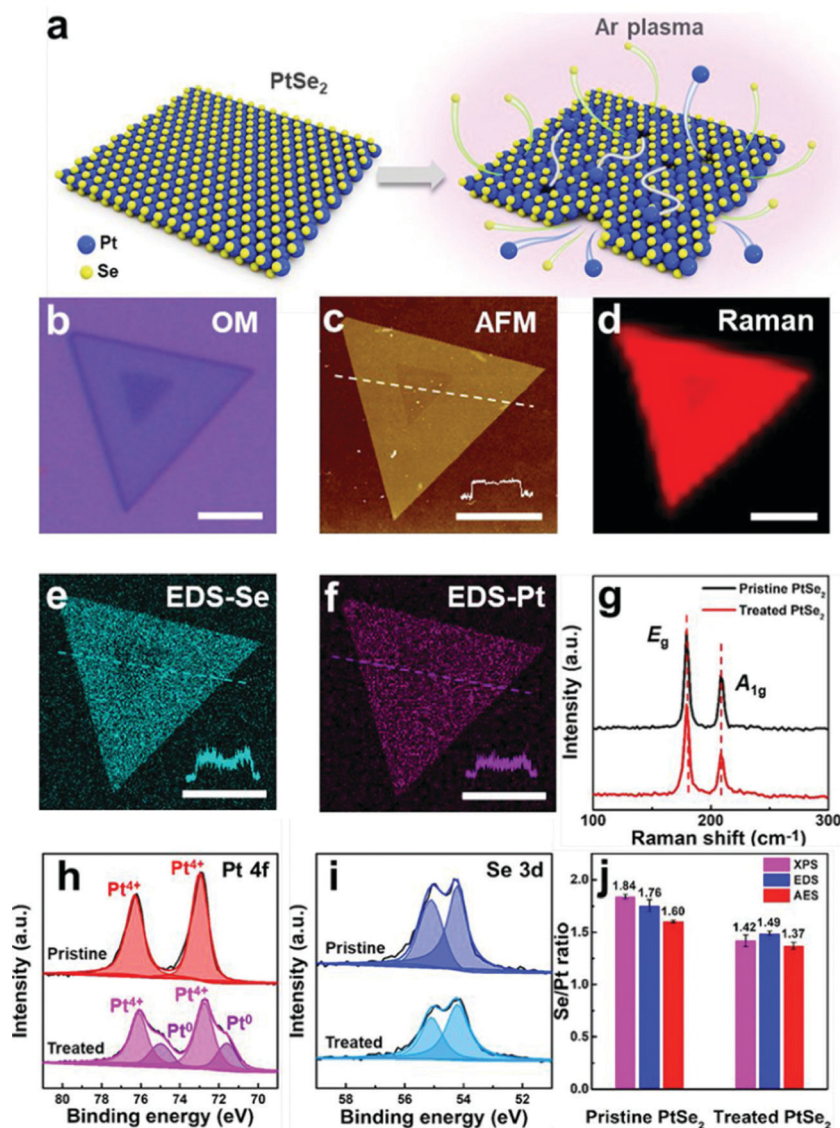 a
PtSe₂
Ar plasma
Pt
Se
b OM
c AFM
d Raman
e EDS-Se
f EDS-Pt
g
Pristine PtSe₂
Treated PtSe₂
Eg
A1g
Intensity (a.u.)
100 200 300
Raman shift (cm⁻¹)
h Pt 4f
Pt⁴⁺ Pt⁴⁺
Pristine
Pt⁴⁺ Pt⁴⁺
Pt⁰ Pt⁰
Treated
Intensity (a.u.)
80 78 76 74 72 70
Binding energy (eV)
i Se 3d
Pristine
Treated
Intensity (a.u.)
58 56 54 52
Binding energy (eV)
j
XPS
EDS
AES
1.84 1.76 1.60
1.42 1.49 1.37
Se/Pt ratio
2.0
1.5
1.0
0.5
0.0
Pristine PtSe₂ Treated PtSe₂